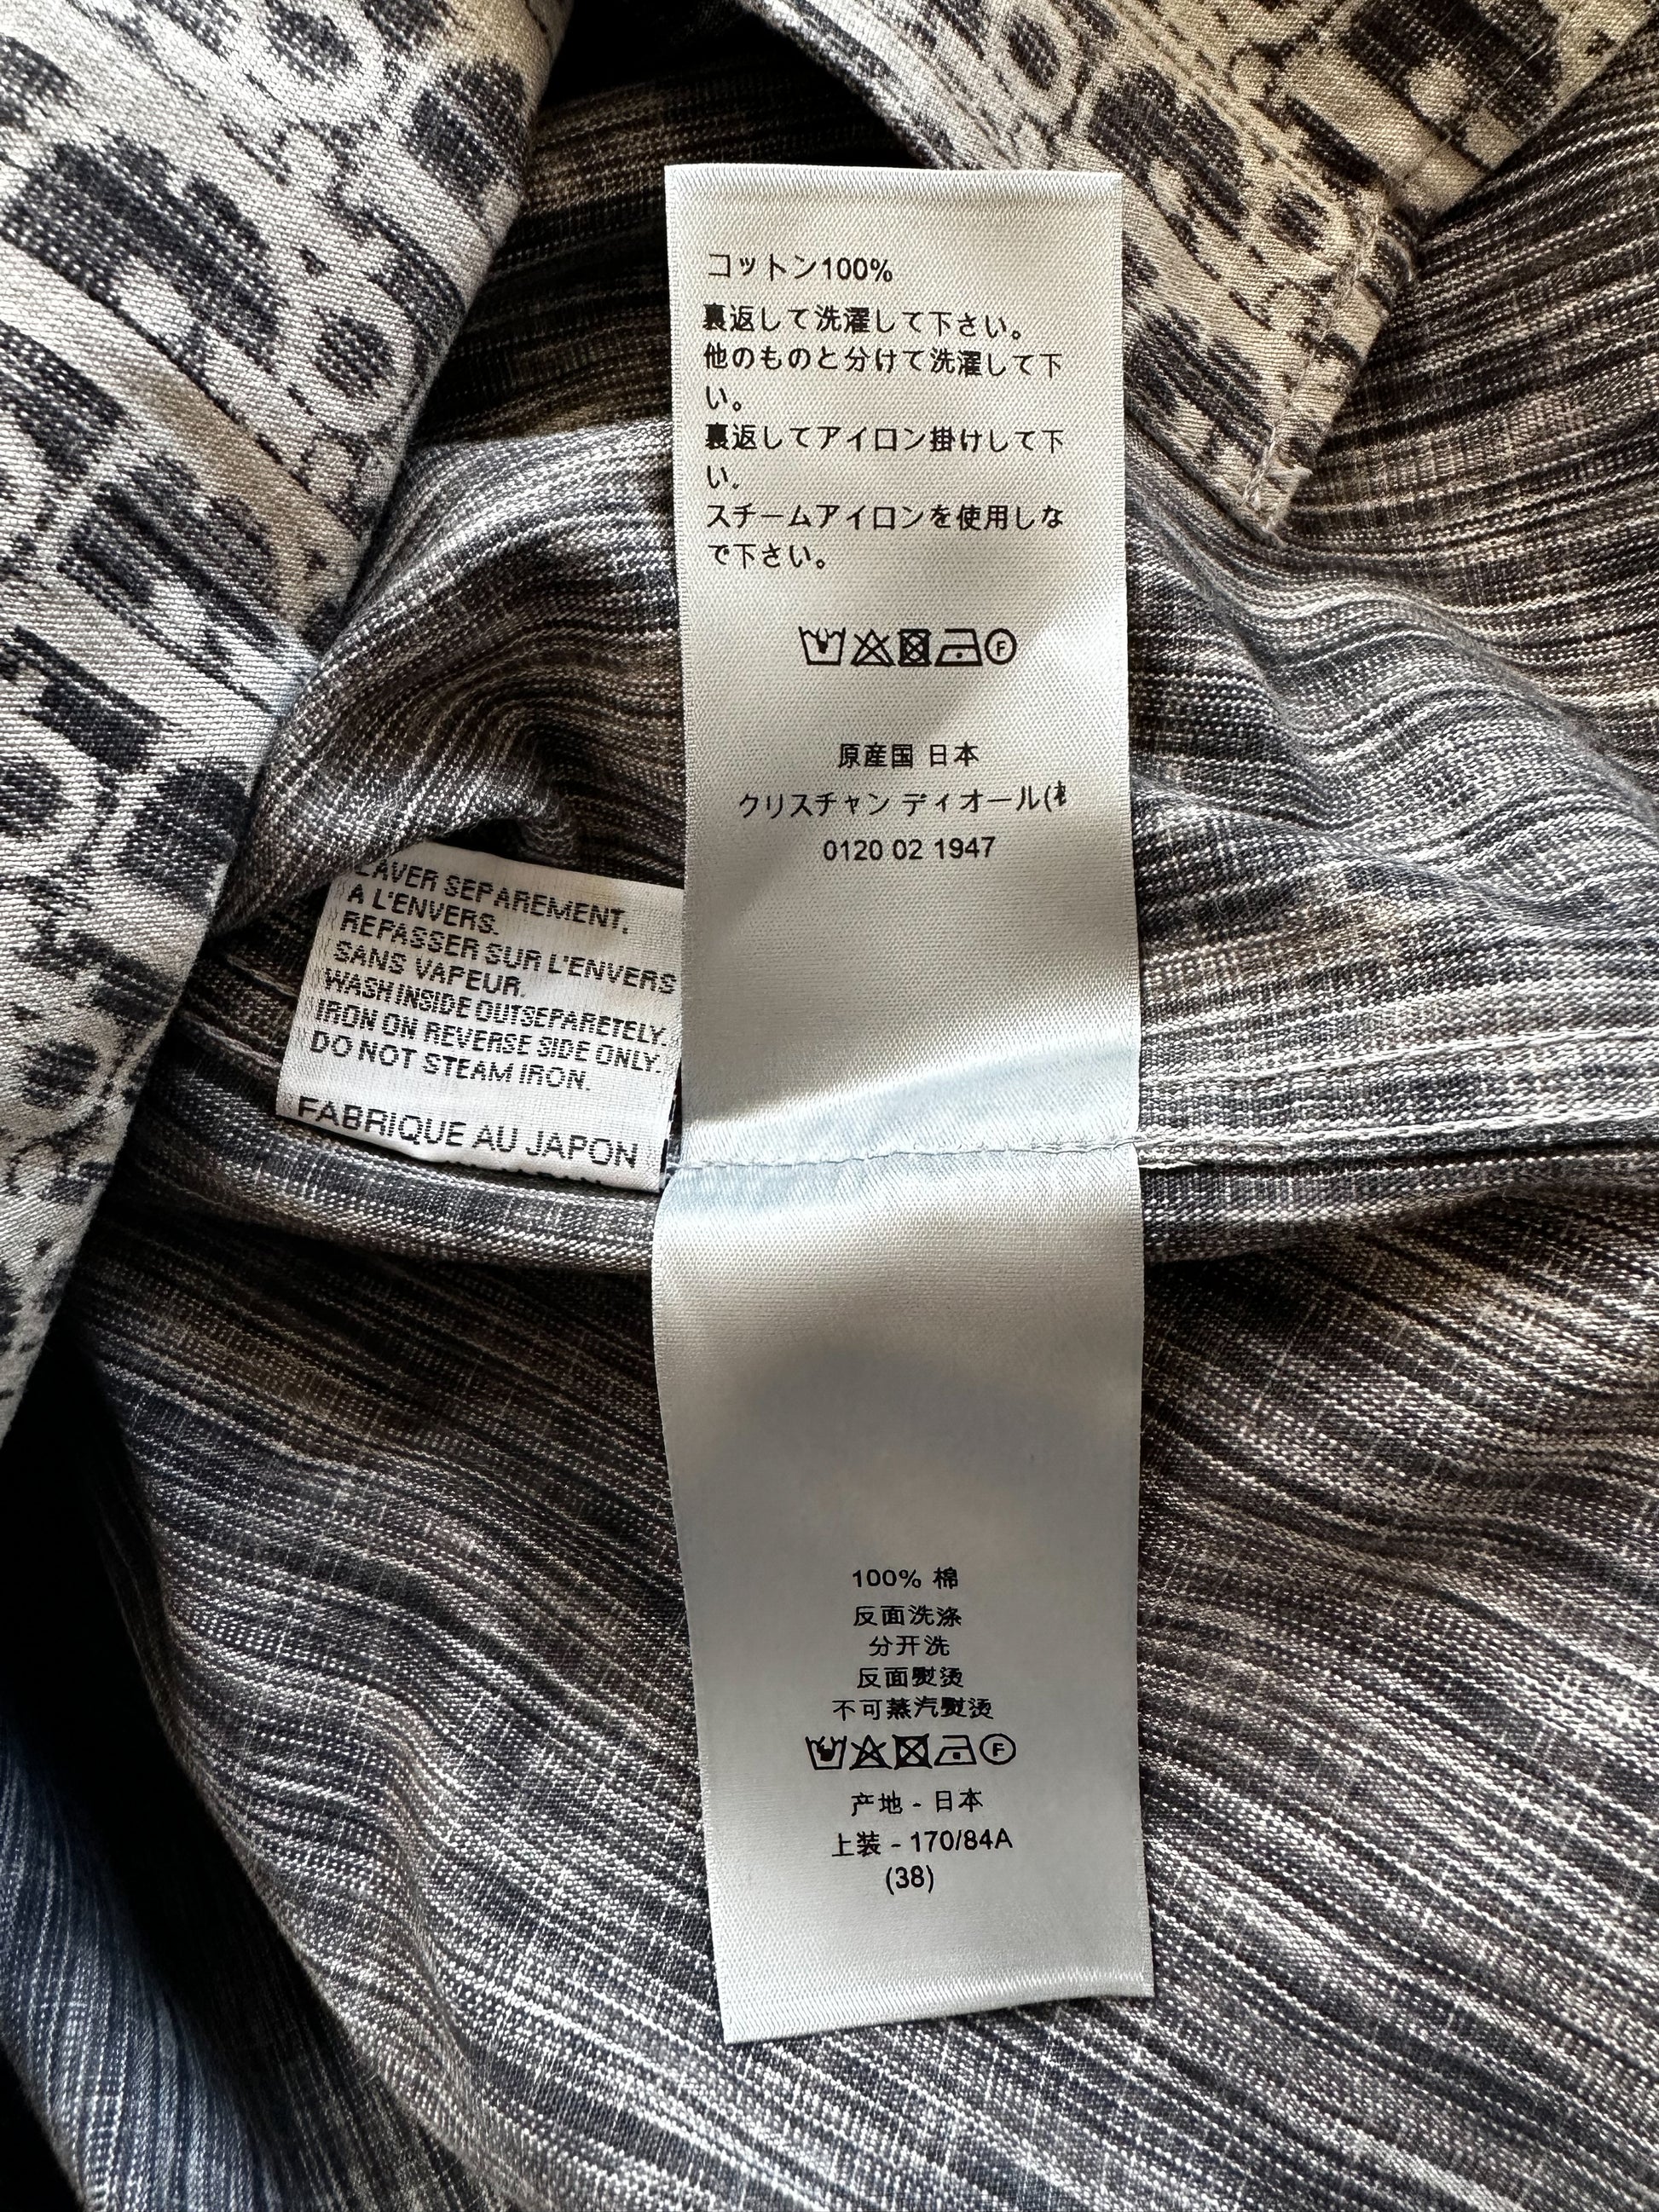 コットン100%
裏返して洗濯して下さい。
他のものと分けて洗濯して下
い。
裏返してアイロン掛けして下
い。
スチームアイロンを使用しな
で下さい。
F
原産国 日本
クリスチャン ディオール(
0120 02 1947
LAVER SEPAREMENT,
A L'ENVERS.
REPASSER SUR L'ENVERS
SANS VAPEUR.
WASH INSIDE OUTSEPARETELY.
IRON ON REVERSE SIDE ONLY.
DO NOT STEAM IRON.
FABRIQUE AU JAPON
100% 棉
反面洗涤
分开洗
反面熨烫
不可蒸汽熨烫
F
产地 - 日本
上装 - 170/84A
(38)